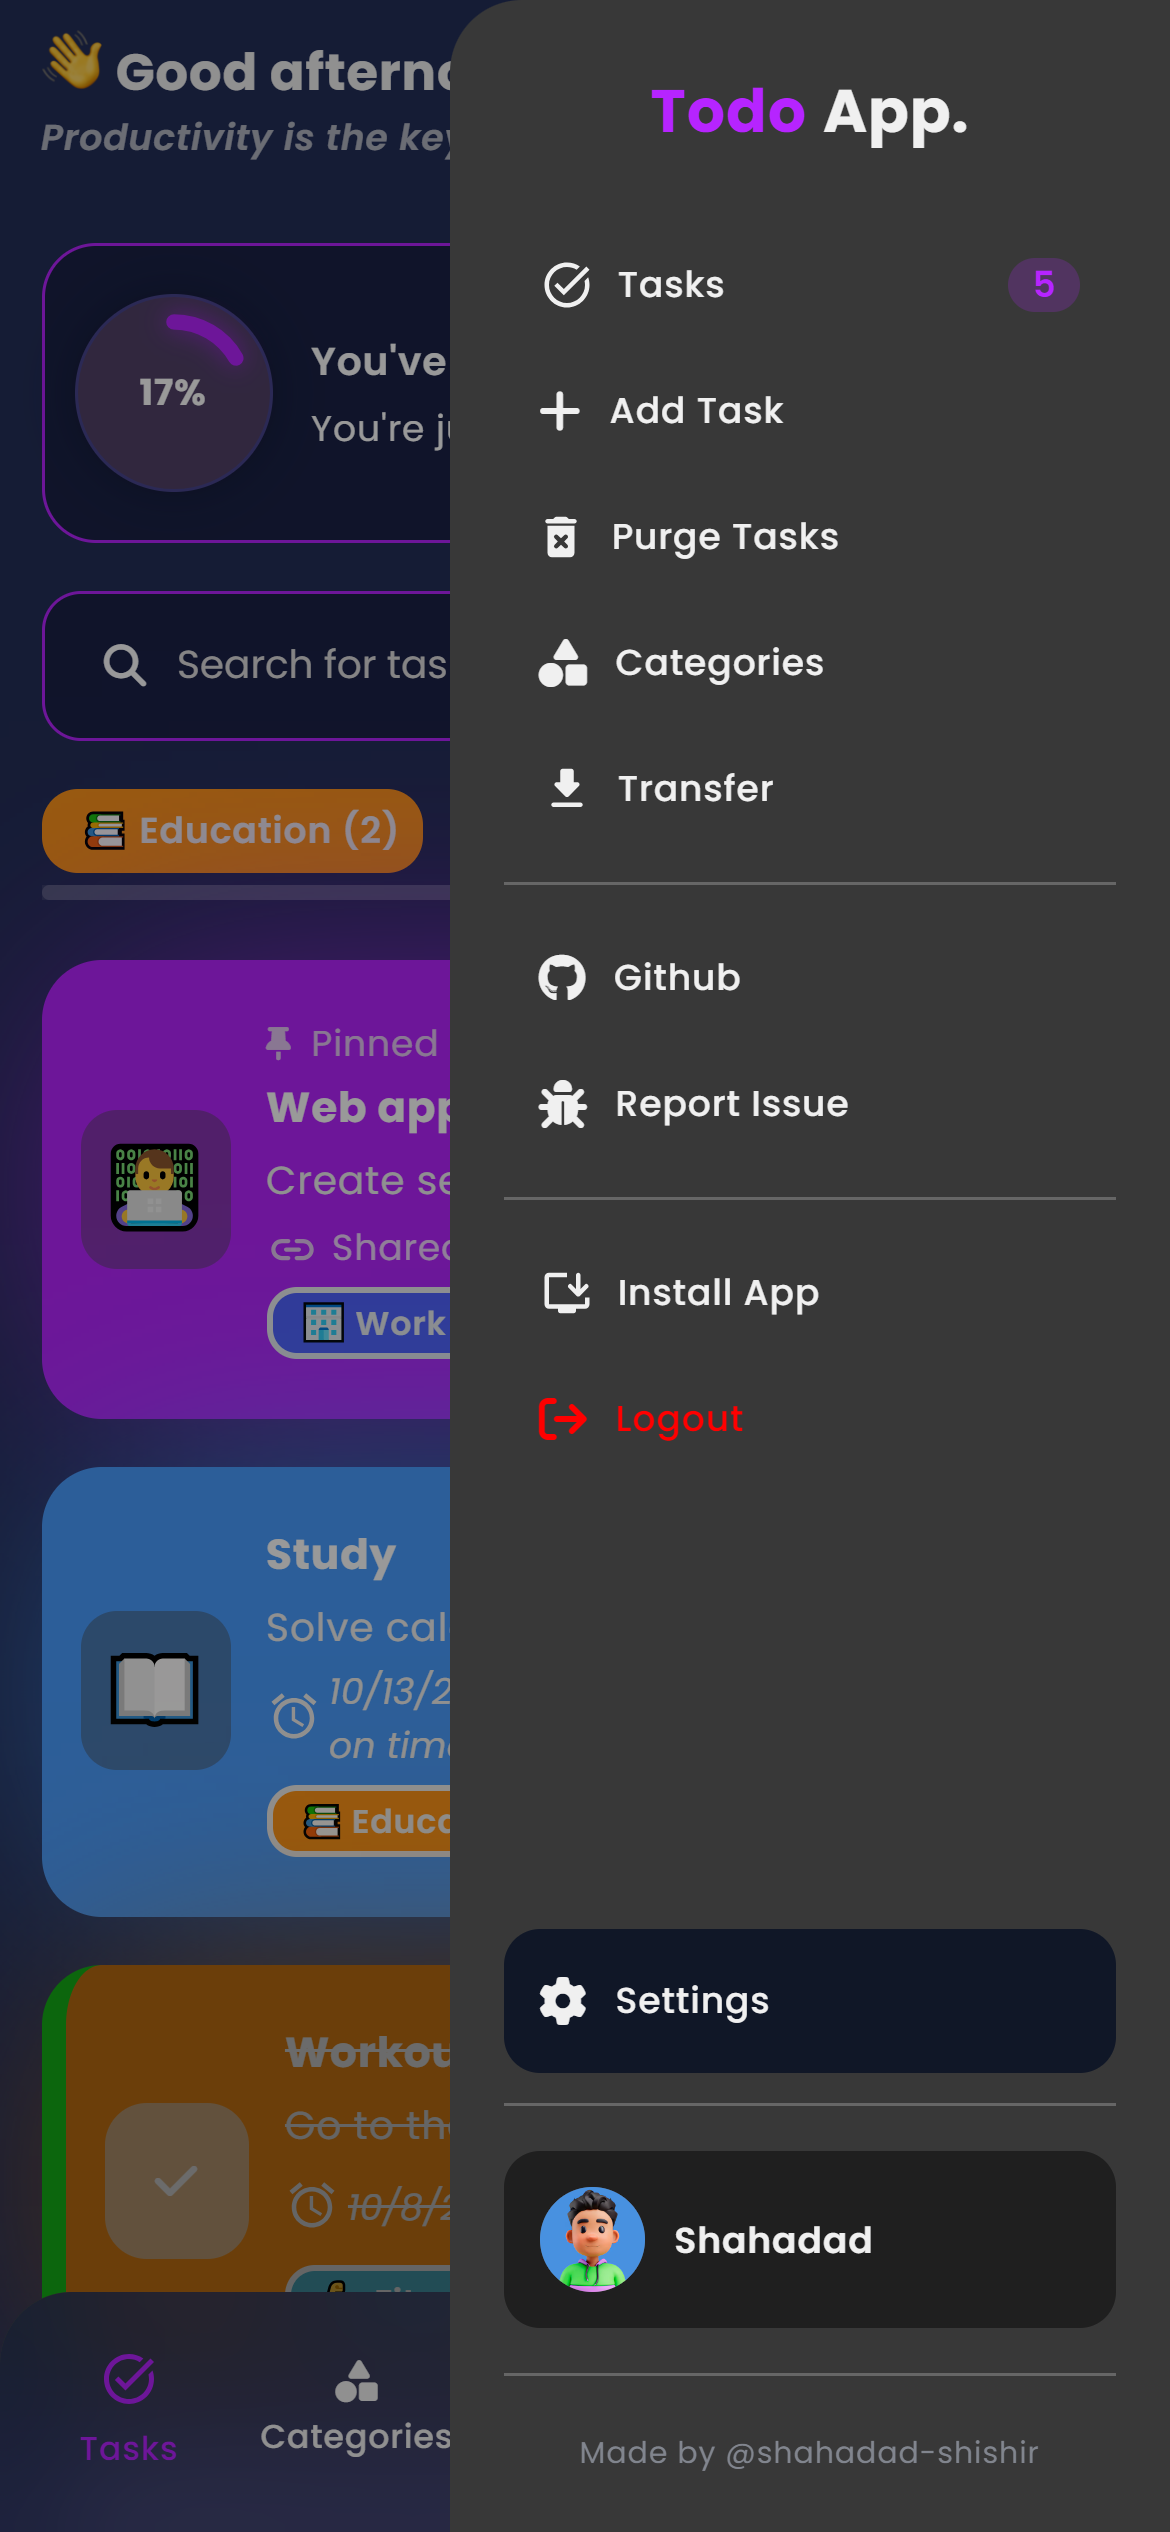 Good afterno
Productivity is the key
17%
You've
You're ju
Search for tas
Education (2)
Pinned
Web app
Create se
Shared
Work
Study
Solve cal
10/13/2
on time
Educa
Workou
Go to the
10/8/2
Tasks
Categories
Todo App.
Tasks
5
Add Task
Purge Tasks
Categories
Transfer
Github
Report Issue
Install App
Logout
Settings
Shahadad
Made by @shahadad-shishir